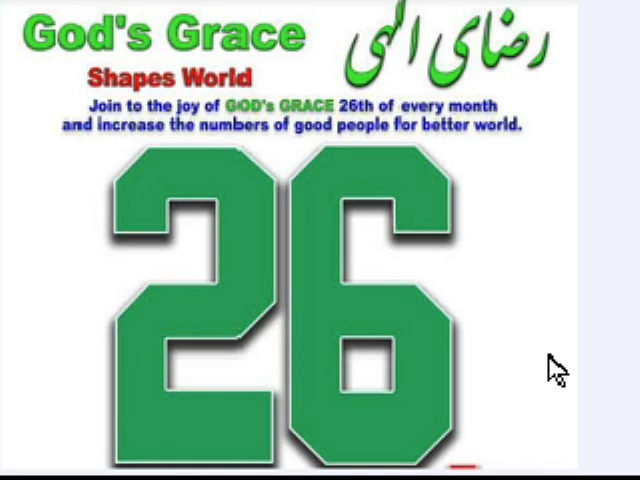 God's Grace
رضای الهی
Shapes World
Join to the joy of GOD's GRACE 26th of every month
and increase the numbers of good people for better world.
26